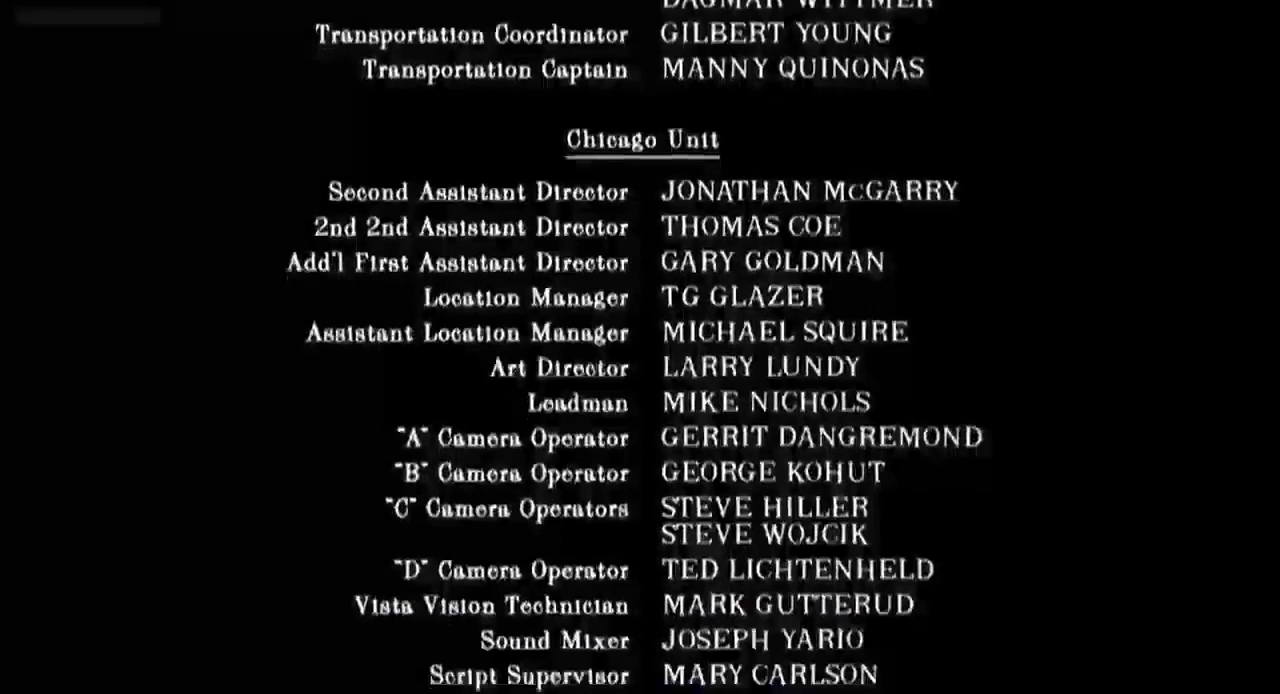 DAGMAR WITTMER
Transportation Coordinator GILBERT YOUNG
Transportation Captain MANNY QUINONAS
Chicago Unit
Second Assistant Director JONATHAN McGARRY
2nd 2nd Assistant Director THOMAS COE
Add'l First Assistant Director GARY GOLDMAN
Location Manager TG GLAZER
Assistant Location Manager MICHAEL SQUIRE
Art Director LARRY LUNDY
Leadman MIKE NICHOLS
"A" Camera Operator GERRIT DANGREMOND
"B" Camera Operator GEORGE KOHUT
"C" Camera Operators STEVE HILLER
STEVE WOJCIK
"D" Camera Operator TED LICHTENHELD
Vista Vision Technician MARK GUTTERUD
Sound Mixer JOSEPH YARIO
Script Supervisor MARY CARLSON